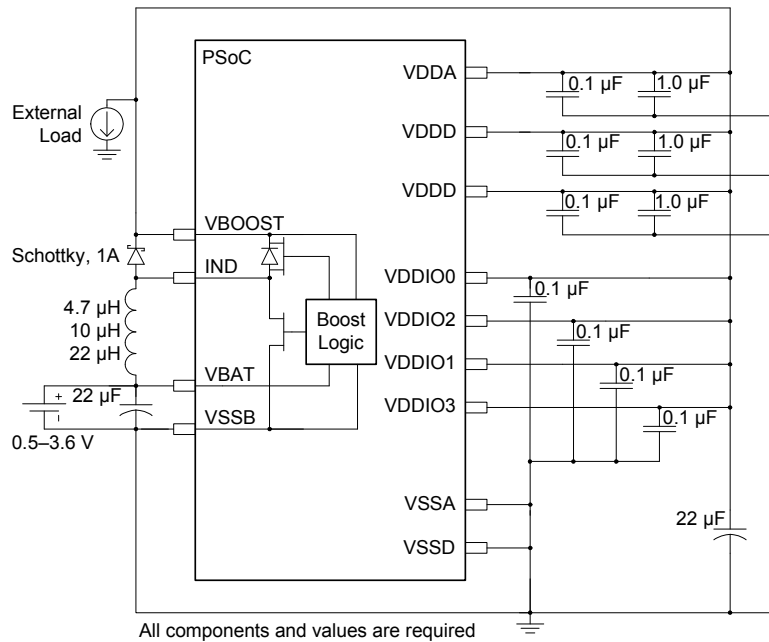 PSoC
VDDA
0.1 µF
1.0 µF
External
Load
VDDD
0.1 µF
1.0 µF
VDDD
0.1 µF
1.0 µF
VBOOST
Schottky, 1A
IND
VDDIO0
0.1 µF
4.7 µH
10 µH
22 µH
Boost
Logic
VDDIO2
0.1 µF
VDDIO1
0.1 µF
VBAT
22 µF
+
VDDIO3
0.1 µF
VSSB
0.5–3.6 V
VSSA
22 µF
VSSD
All components and values are required